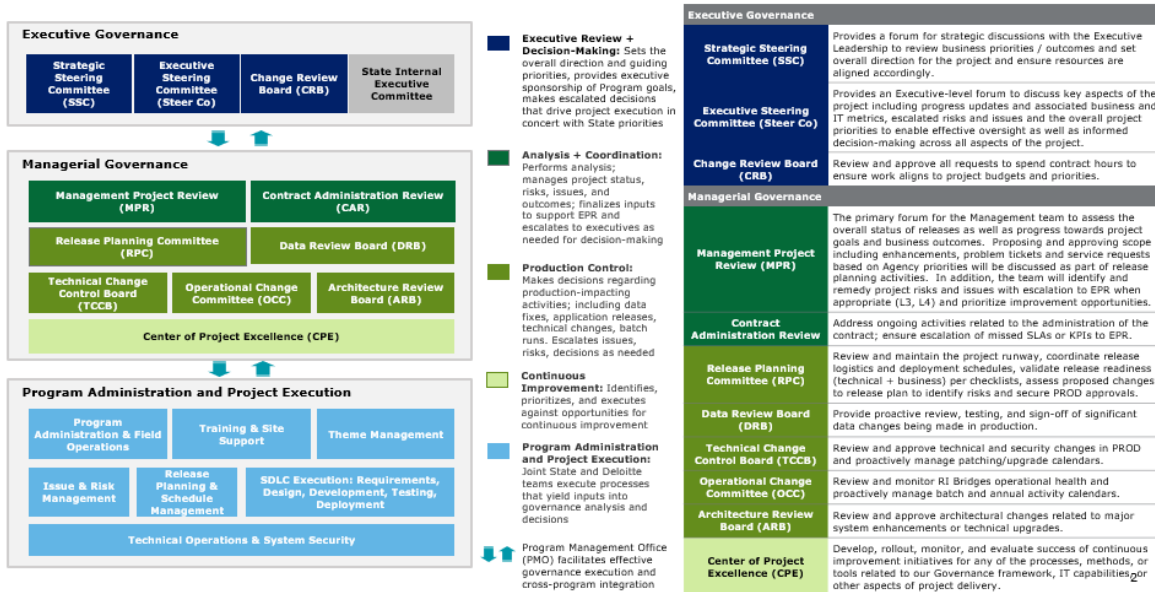 Executive Governance
Strategic
Steering
Committee
(SSC)
Executive
Steering
Committee
(Steer Co)
Change Review
Board (CRB)
State Internal
Executive
Committee
Managerial Governance
Management Project Review
(MPR)
Contract Administration Review
(CAR)
Release Planning Committee
(RPC)
Data Review Board (DRB)
Technical Change
Control Board
(TCCB)
Operational Change
Committee (OCC)
Architecture Review
Board (ARB)
Center of Project Excellence (CPE)
Program Administration and Project Execution
Program
Administration & Field
Operations
Training & Site
Support
Theme Management
Issue & Risk
Management
Release
Planning &
Schedule
Management
SDLC Execution: Requirements,
Design, Development, Testing,
Deployment
Technical Operations & System Security
Executive Review +
Decision-Making: Sets the
overall direction and guiding
priorities, provides executive
sponsorship of Program goals,
makes escalated decisions
that drive project execution in
concert with State priorities
Analysis + Coordination:
Performs analysis;
manages project status,
risks, issues, and
outcomes; finalizes inputs
to support EPR and
escalates to executives as
needed for decision-making
Production Control:
Makes decisions regarding
production-impacting
activities; including data
fixes, application releases,
technical changes, batch
runs. Escalates issues,
risks, decisions as needed
Continuous
Improvement: Identifies,
prioritizes, and executes
against opportunities for
continuous improvement
Program Administration
and Project Execution:
Joint State and Deloitte
teams execute processes
that yield inputs into
governance analysis and
decisions
Program Management Office
(PMO) facilitates effective
governance execution and
cross-program integration
Executive Governance
Strategic Steering
Committee (SSC)
Provides a forum for strategic discussions with the Executive
Leadership to review business priorities / outcomes and set
overall direction for the project and ensure resources are
aligned accordingly.
Executive Steering
Committee (Steer Co)
Provides an Executive-level forum to discuss key aspects of the
project including progress updates and associated business and
IT metrics, escalated risks and issues and the overall project
priorities to enable effective oversight as well as informed
decision-making across all aspects of the project.
Change Review Board
(CRB)
Review and approve all requests to spend contract hours to
ensure work aligns to project budgets and priorities.
Managerial Governance
Management Project
Review (MPR)
The primary forum for the Management team to assess the
overall status of releases as well as progress towards project
goals and business outcomes. Proposing and approving scope
including enhancements, problem tickets and service requests
based on Agency priorities will be discussed as part of release
planning activities. In addition, the team will identify and
remedy project risks and issues with escalation to EPR when
appropriate (L3, L4) and prioritize improvement opportunities.
Contract
Administration Review
Address ongoing activities related to the administration of the
contract; ensure escalation of missed SLAs or KPIs to EPR.
Release Planning
Committee (RPC)
Review and maintain the project runway, coordinate release
logistics and deployment schedules, validate release readiness
(technical + business) per checklists, assess proposed changes
to release plan to identify risks and secure PROD approvals.
Data Review Board
(DRB)
Provide proactive review, testing, and sign-off of significant
data changes being made in production.
Technical Change
Control Board (TCCB)
Review and approve technical and security changes in PROD
and proactively manage patching/upgrade calendars.
Operational Change
Committee (OCC)
Review and monitor RI Bridges operational health and
proactively manage batch and annual activity calendars.
Architecture Review
Board (ARB)
Review and approve architectural changes related to major
system enhancements or technical upgrades.
Center of Project
Excellence (CPE)
Develop, rollout, monitor, and evaluate success of continuous
improvement initiatives for any of the processes, methods, or
tools related to our Governance framework, IT capabilities, or
other aspects of project delivery.
2